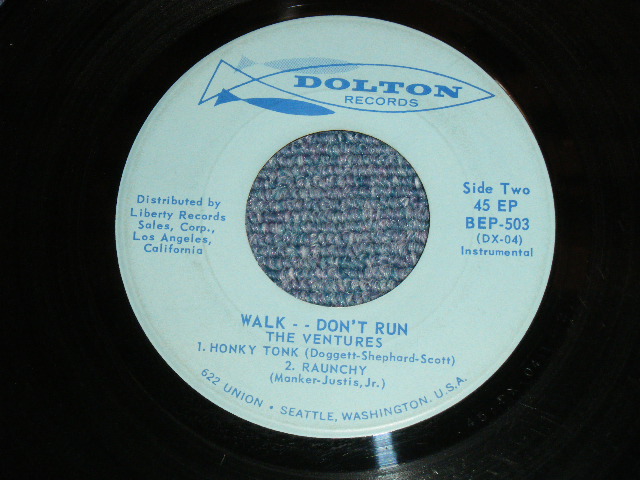 DOLTON
RECORDS
Distributed by
Liberty Records
Sales, Corp.,
Los Angeles,
California
Side Two
45 EP
BEP-503
(DX-04)
Instrumental
WALK - - DON'T RUN
THE VENTURES
1. HONKY TONK (Doggett-Shephard-Scott)
2. RAUNCHY
(Manker-Justis, Jr.)
622 UNION • SEATTLE, WASHINGTON, U.S.A.